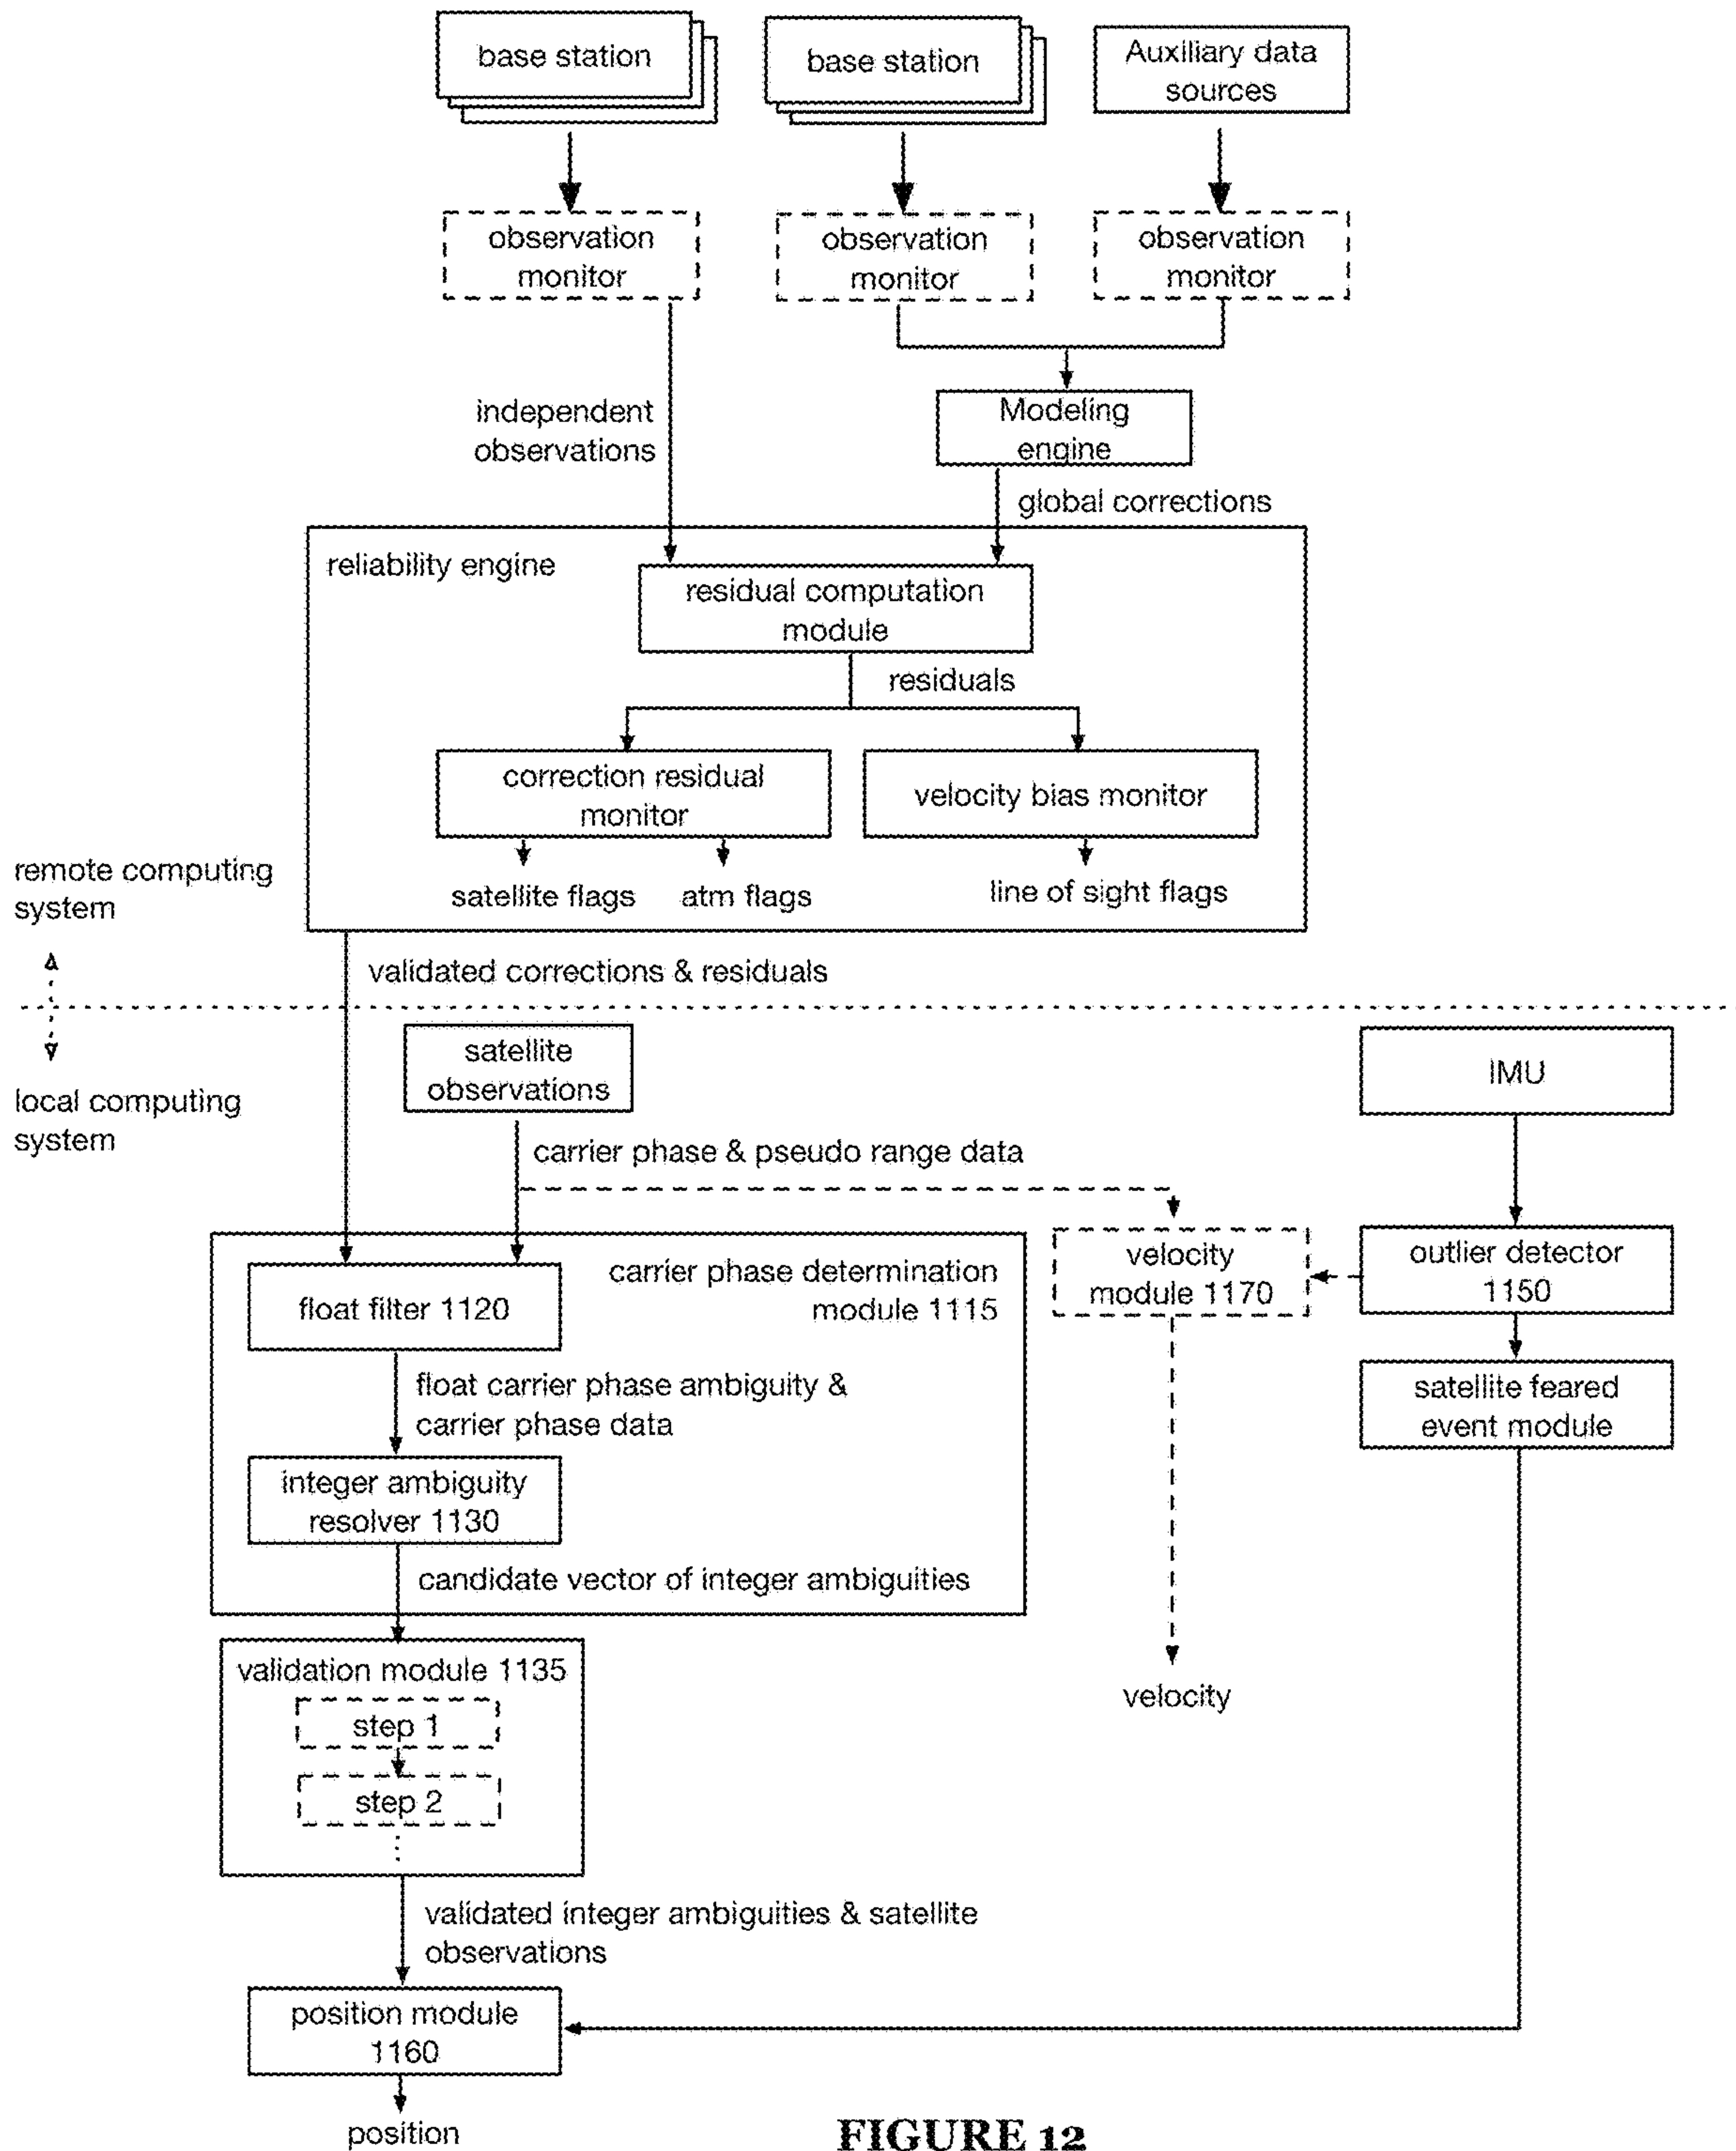 base station
base station
Auxiliary data
sources
observation
monitor
observation
monitor
observation
monitor
independent
observations
Modeling
engine
global corrections
reliability engine
residual computation
module
residuals
correction residual
monitor
velocity bias monitor
satellite flags
atm flags
line of sight flags
remote computing
system
validated corrections & residuals
local computing
system
satellite
observations
IMU
carrier phase & pseudo range data
carrier phase determination
module 1115
float filter 1120
velocity
module 1170
outlier detector
1150
float carrier phase ambiguity &
carrier phase data
satellite feared
event module
integer ambiguity
resolver 1130
candidate vector of integer ambiguities
validation module 1135
step 1
step 2
⋮
velocity
validated integer ambiguities & satellite
observations
position module
1160
position
FIGURE 12